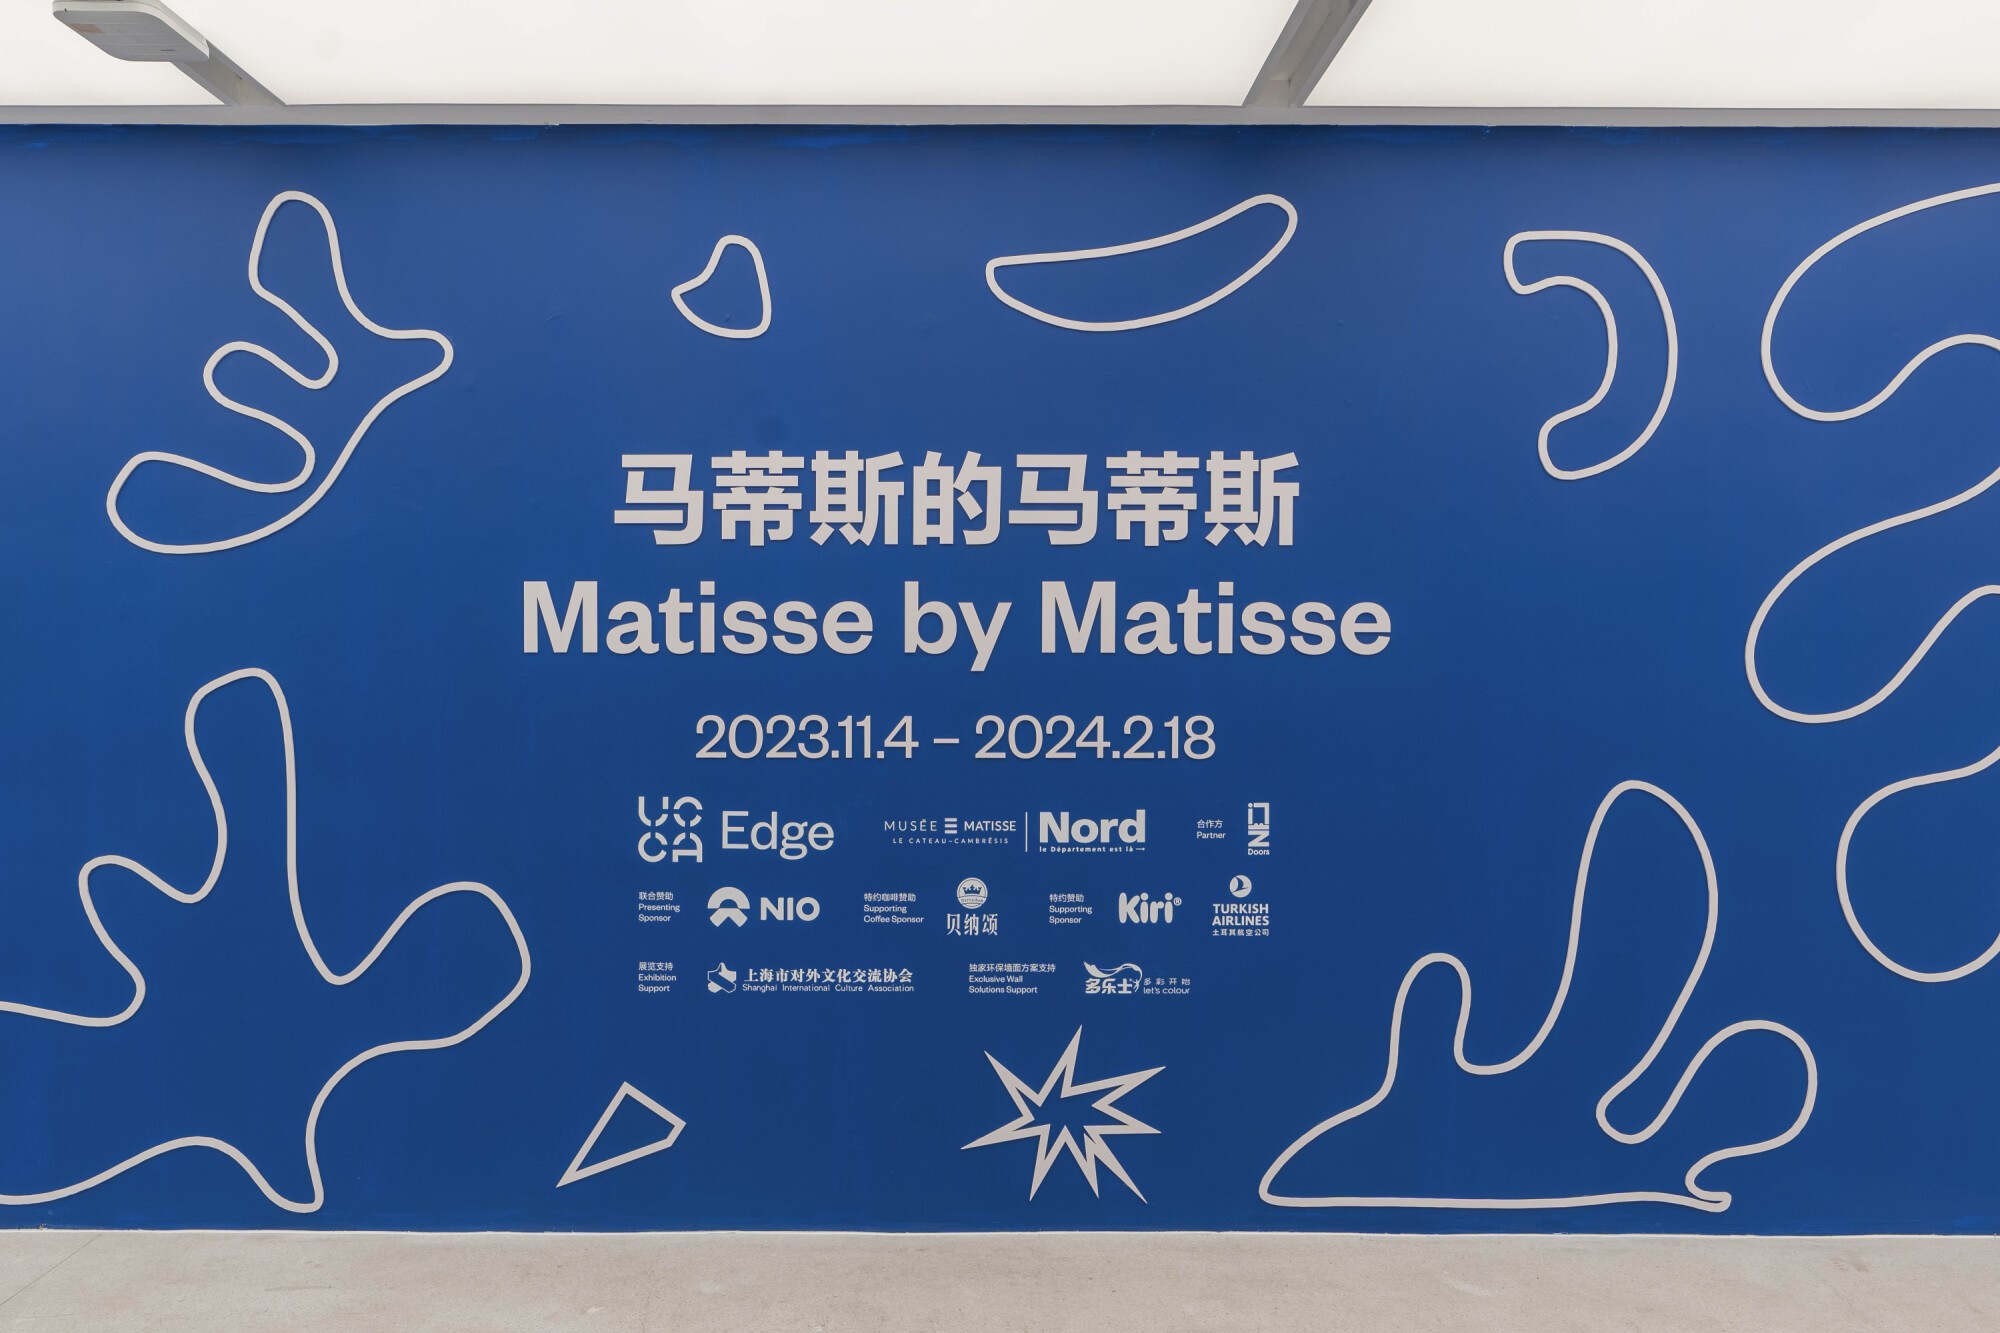 马蒂斯的马蒂斯
Matisse by Matisse
2023.11.4 – 2024.2.18
UCCA Edge
MUSÉE MATISSE
LE CATEAU-CAMBRÉSIS
Nord
le Département est là →
合作方
Partner
Doors
联合赞助
Presenting
Sponsor
NIO
特约咖啡赞助
Supporting
Coffee Sponsor
贝纳颂
特约赞助
Supporting
Sponsor
Kiri®
TURKISH
AIRLINES
土耳其航空公司
展览支持
Exhibition
Support
上海市对外文化交流协会
Shanghai International Culture Association
独家环保墙面方案支持
Exclusive Wall
Solutions Support
多乐士
多彩开始
let's colour